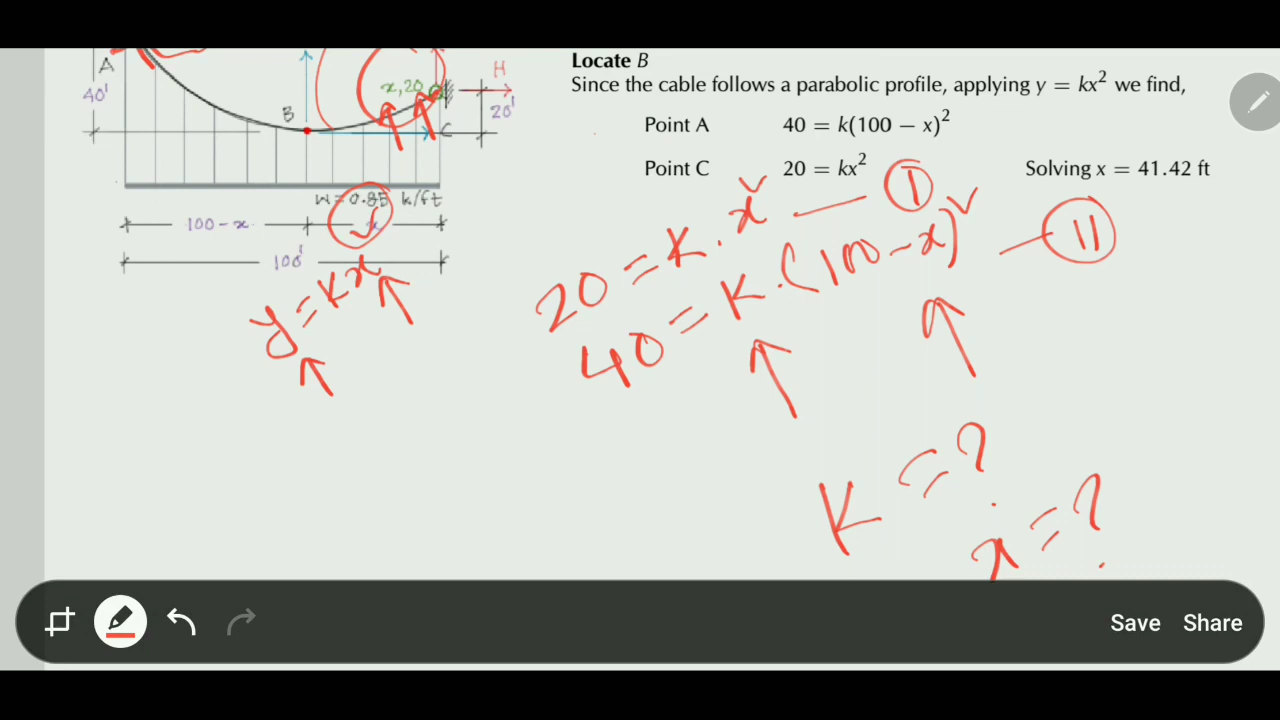 Locate B
Since the cable follows a parabolic profile, applying y = kx² we find,
A
40'
B
x,20
C
H
20'
Point A 40 = k(100 − x)²
Point C 20 = kx² Solving x = 41.42 ft
W = 0.85 k/ft
100-x x
100'
y = kx
20 = K . x² — I
40 = K . (100-x)² — II
K = ?
x = ?
Save Share